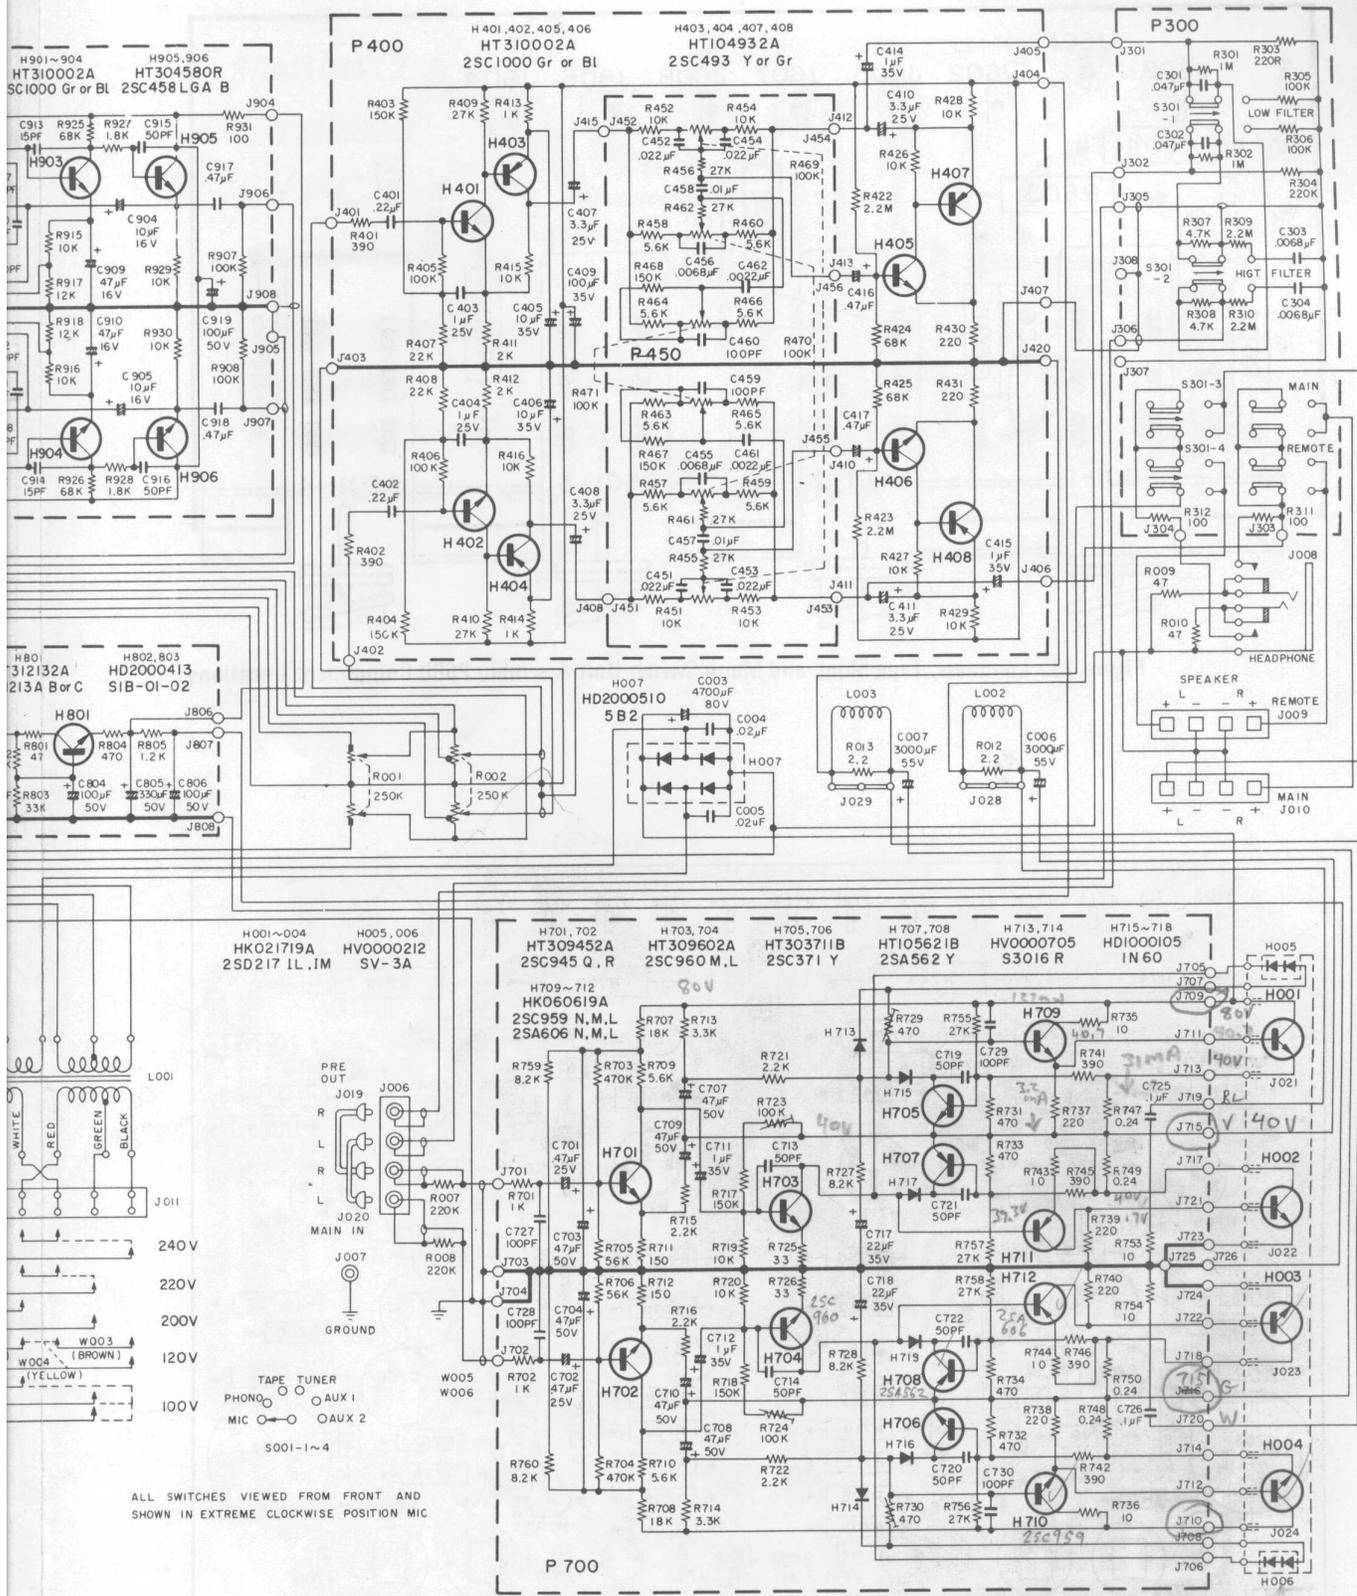 P400
H401,402,405,406
HT310002A
2SC1000 Gr or Bl
H403,404,407,408
HT104932A
2SC493 Y or Gr
P300
H901~904
HT310002A
SC1000 Gr or Bl
H905,906
HT304580R
2SC458LGA B
J904
C913
15PF
R925
68K
R927
1.8K
C915
50PF
H905
R931
100
H903
C917
.47µF
J906
C904
10µF
16V
R915
10K
C909
47µF
16V
R929
10K
R907
100K
R917
12K
J908
R918
12K
C910
47µF
16V
R930
10K
C919
100µF
50V
J905
R916
10K
C905
10µF
16V
R908
100K
J907
C918
.47µF
H904
H906
C914
15PF
R926
68K
R928
1.8K
C916
50PF
R403
150K
R409
27K
R413
1K
H403
H401
C401
.22µF
J401
R401
390
R405
100K
R415
10K
C403
1µF
25V
C405
10µF
35V
C407
3.3µF
25V
C409
100µF
35V
R407
22K
R411
2K
J403
R408
22K
R412
2K
C404
1µF
25V
C406
10µF
35V
R406
100K
R416
10K
C402
.22µF
H402
H404
C408
3.3µF
25V
R402
390
R404
150K
R410
27K
R414
1K
J402
J415
J452
R452
10K
R454
10K
C452
.022µF
C454
.022µF
J412
J454
R456
27K
R469
100K
C458
.01µF
R462
27K
R458
5.6K
R460
5.6K
C456
.0068µF
C462
.0022µF
R468
150K
R464
5.6K
R466
5.6K
C460
100PF
P450
R470
100K
R471
100K
C459
100PF
R463
5.6K
R465
5.6K
R467
150K
C455
.0068µF
C461
.0022µF
R457
5.6K
R459
5.6K
R461
27K
C457
.01µF
R455
27K
C451
.022µF
C453
.022µF
J408
J451
R451
10K
R453
10K
J411
J453
J413
J456
J455
J410
C414
1µF
35V
C410
3.3µF
25V
R428
10K
R426
10K
H407
R422
2.2M
H405
C416
.47µF
R424
68K
R430
220
R425
68K
R431
220
C417
.47µF
H406
R423
2.2M
H408
R427
10K
C415
1µF
35V
C411
3.3µF
25V
R429
10K
J405
J404
J407
J420
J406
J301
R301
1M
R303
220R
C301
.047µF
R305
100K
S301
-1
LOW FILTER
C302
.047µF
R306
100K
R302
1M
J302
R304
220K
J305
R307
4.7K
R309
2.2M
C303
.0068µF
J308
S301
-2
HIGT FILTER
C304
.0068µF
R308
4.7K
R310
2.2M
J306
J307
S301-3
MAIN
S301-4
REMOTE
R312
100
R311
100
J304
J303
J008
R009
47
R010
47
HEADPHONE
SPEAKER
L R
+ - - +
REMOTE
J009
MAIN
J010
+ - - +
L R
H801
T312132A
213A B or C
H802,803
HD2000413
S1B-01-02
J806
H801
J807
R801
47
R804
470
R805
1.2K
R803
33K
C804
100µF
50V
C805
330µF
50V
C806
100µF
50V
J808
R001
250K
R002
250K
H007
HD2000510
5B2
C003
4700µF
80V
C004
.02µF
H007
C005
.02µF
L003
R013
2.2
C007
3000µF
55V
J029
L002
R012
2.2
C006
3000µF
55V
J028
H001~004
HK021719A
2SD217 IL,IM
H005,006
HV0000212
SV-3A
H701,702
HT309452A
2SC945 Q,R
H703,704
HT309602A
2SC960 M,L
H705,706
HT303711B
2SC371 Y
H707,708
HT105621B
2SA562 Y
H713,714
HV0000705
S3016R
H715~718
HD1000105
1N60
H709~712
HK060619A
2SC959 N,M,L
2SA606 N,M,L
80V
R707
18K
R713
3.3K
R759
8.2K
R703
470K
R709
5.6K
C707
47µF
50V
R721
2.2K
R723
100K
C709
47µF
50V
C711
1µF
35V
C713
50PF
C701
.47µF
25V
H701
H703
R717
150K
R715
2.2K
R719
10K
R725
33
C703
47µF
50V
R705
56K
R711
150
R706
56K
R712
150
R720
10K
R726
33
C704
47µF
50V
R716
2.2K
C712
1µF
35V
H704
2SC
960
H702
C702
.47µF
25V
C710
47µF
50V
R718
150K
C714
50PF
R724
100K
C708
47µF
50V
R722
2.2K
R760
8.2K
R704
470K
R710
5.6K
R708
18K
R714
3.3K
P 700
H713
R729
470
R755
27K
C719
50PF
C729
100PF
H709
R735
10
40.7
R741
390
H715
H705
R731
470
3.2
mA
R737
220
R747
0.24
31mA
40V
H707
R733
470
R743
10
R745
390
R749
0.24
R727
8.2K
H717
C721
50PF
R739
220
R753
10
C717
22µF
35V
R757
27K
H711
C718
22µF
35V
R758
27K
H712
R740
220
R754
10
C722
50PF
2SA
606
H719
R728
8.2K
H708
2SA562
R744
10
R746
390
R734
470
R750
0.24
H706
R738
220
R748
0.24
C726
.1µF
R732
470
H716
C720
50PF
C730
100PF
R742
390
H714
R730
470
R756
27K
H710
2SC959
R736
10
C725
.1µF
J705
J707
J709
80V
J711
J713
40V
J719
RL
J715
V 40V
J717
J721
J723
J725
J726
J724
J722
J718
715
J716
G
J720
W
J714
J712
J710
J708
J706
H005
H001
J021
H002
J022
H003
J023
H004
J024
H006
L001
WHITE
RED
GREEN
BLACK
J011
240V
220V
200V
W003
(BROWN)
120V
W004
(YELLOW)
100V
PRE
OUT
J019
J006
R
L
R
L
J020
MAIN IN
R007
220K
R008
220K
J007
GROUND
J701
R701
1K
C727
100PF
J703
J704
C728
100PF
J702
R702
1K
W005
W006
TAPE TUNER
PHONO
AUX 1
MIC
AUX 2
S001-1~4
ALL SWITCHES VIEWED FROM FRONT AND
SHOWN IN EXTREME CLOCKWISE POSITION MIC